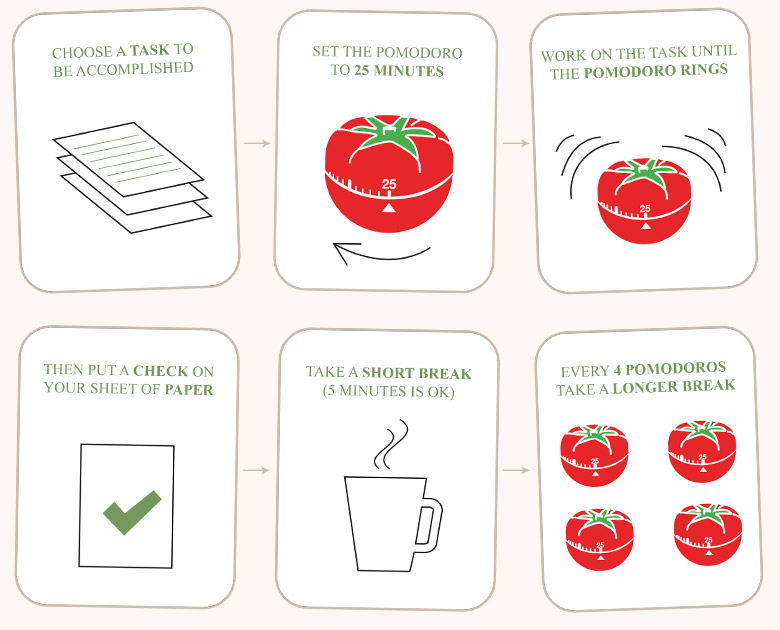 CHOOSE A TASK TO
BE ACCOMPLISHED
SET THE POMODORO
TO 25 MINUTES
25
WORK ON THE TASK UNTIL
THE POMODORO RINGS
25
THEN PUT A CHECK ON
YOUR SHEET OF PAPER
TAKE A SHORT BREAK
(5 MINUTES IS OK)
EVERY 4 POMODOROS
TAKE A LONGER BREAK
25
25
25
25